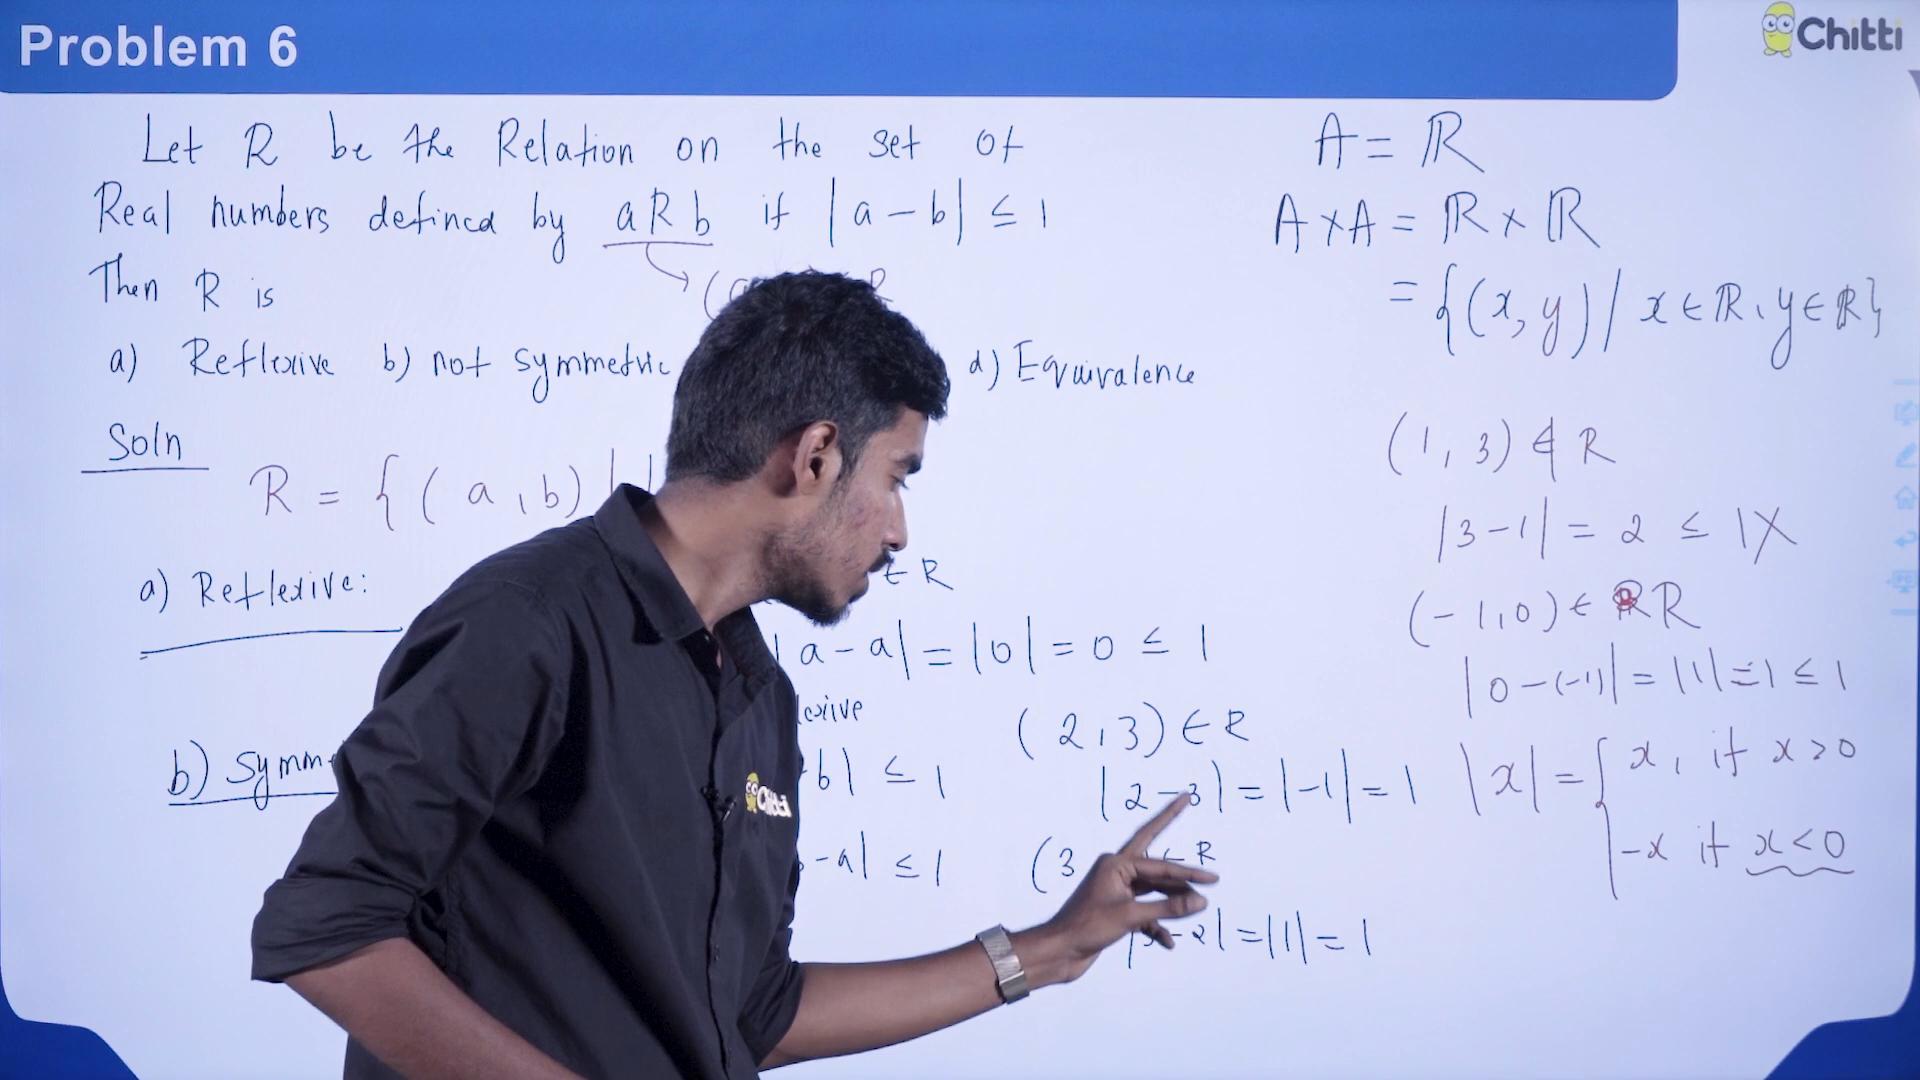 Problem 6
Chitti
Let R be the Relation on the set of
Real numbers defined by aRb if |a-b| ≤ 1
Then R is
a) Reflexive b) not symmetric d) Equivalence
Soln
R = { (a, b) |
a) Reflexive: ∈ R
|a-a| = |0| = 0 ≤ 1
b) Symm
b| ≤ 1
-a| ≤ 1
(2,3) ∈ R
|2-3| = |-1| = 1
(3 ∈ R
-2| = |1| = 1
A = ℝ
A×A = ℝ × ℝ
= {(x,y) / x ∈ ℝ, y ∈ ℝ}
(1,3) ∉ R
|3-1| = 2 ≤ 1 X
(-1,0) ∈ R
|0-(-1)| = |1| = 1 ≤ 1
|x| = { x, if x>0
-x if x<0
Chitti